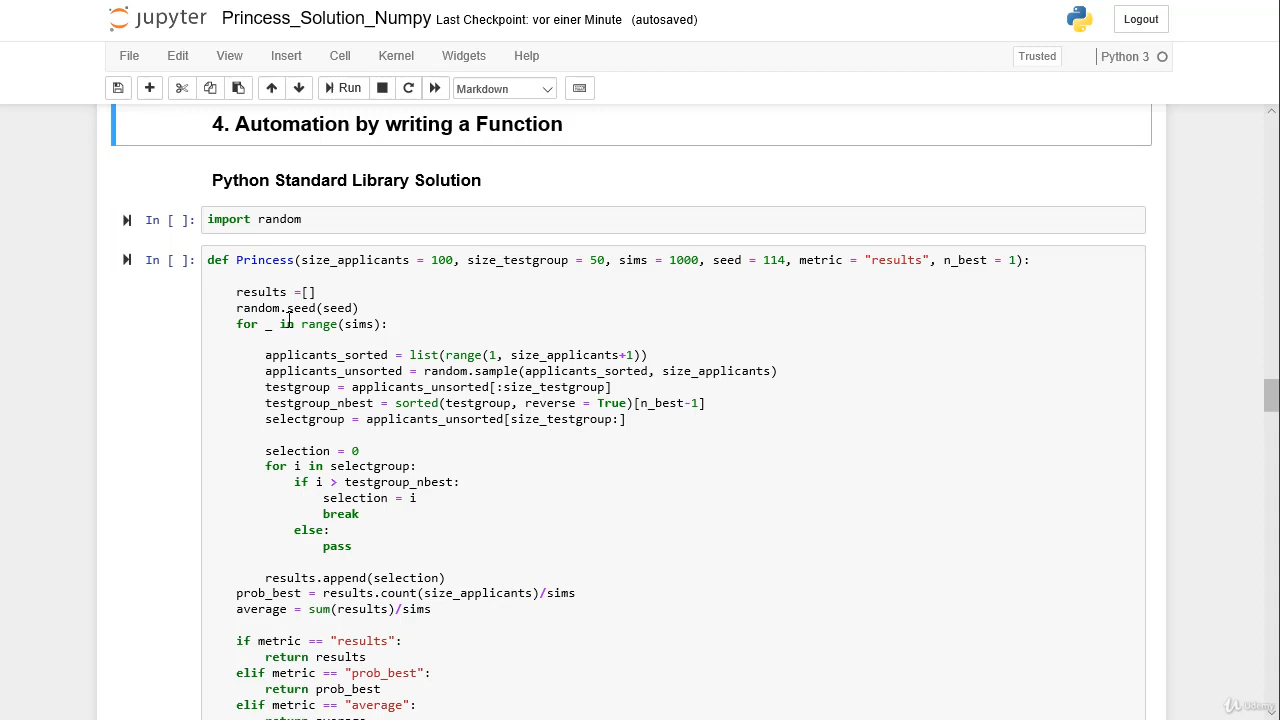 jupyter Princess_Solution_Numpy Last Checkpoint: vor einer Minute (autosaved) Logout
File Edit View Insert Cell Kernel Widgets Help Trusted Python 3
Run Markdown
4. Automation by writing a Function
Python Standard Library Solution
In [ ]: import random
In [ ]: def Princess(size_applicants = 100, size_testgroup = 50, sims = 1000, seed = 114, metric = "results", n_best = 1):
results =[]
random.seed(seed)
for _ in range(sims):
applicants_sorted = list(range(1, size_applicants+1))
applicants_unsorted = random.sample(applicants_sorted, size_applicants)
testgroup = applicants_unsorted[:size_testgroup]
testgroup_nbest = sorted(testgroup, reverse = True)[n_best-1]
selectgroup = applicants_unsorted[size_testgroup:]
selection = 0
for i in selectgroup:
if i > testgroup_nbest:
selection = i
break
else:
pass
results.append(selection)
prob_best = results.count(size_applicants)/sims
average = sum(results)/sims
if metric == "results":
return results
elif metric == "prob_best":
return prob_best
elif metric == "average":
return average
Udemy